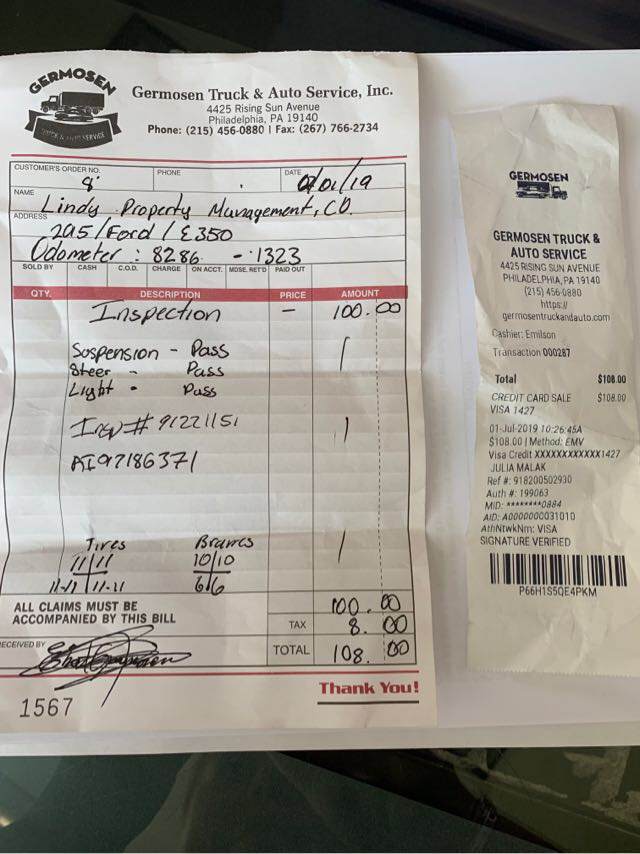 GERMOSEN
TRUCK & AUTO SERVICE
Germosen Truck & Auto Service, Inc.
4425 Rising Sun Avenue
Philadelphia, PA 19140
Phone: (215) 456-0880 | Fax: (267) 766-2734
CUSTOMER'S ORDER NO. PHONE DATE
8 /01/19
NAME
Lindy Property Management, CO.
ADDRESS
/Ford/E350
Odometer: 8286 - 1323
SOLD BY CASH C.O.D. CHARGE ON ACCT. MDSE. RET'D PAID OUT
QTY. DESCRIPTION PRICE AMOUNT
Inspection - 100.00
Suspension - Pass
Steer - Pass
Light - Pass
Insp# 91221151
AI97186371
Tires
11/11 10/10
11-11 11-11 6/6
ALL CLAIMS MUST BE
ACCOMPANIED BY THIS BILL
100.00
TAX 8.00
RECEIVED BY
TOTAL 108.00
Thank You!
1567
GERMOSEN
GERMOSEN TRUCK &
AUTO SERVICE
4425 RISING SUN AVENUE
PHILADELPHIA, PA 19140
(215) 456-0880
https://
germosentruckandauto.com
Cashier: Emilson
Transaction 000287
Total $108.00
CREDIT CARD SALE $108.00
VISA 1427
01-Jul-2019 10:26:45A
$108.00 | Method: EMV
Visa Credit XXXXXXXXXXXX1427
JULIA MALAK
Ref #: 918200502930
Auth #: 199063
MID: ********0884
AID: A0000000031010
AthNtwkNm: VISA
SIGNATURE VERIFIED
P66H1S5QE4PKM